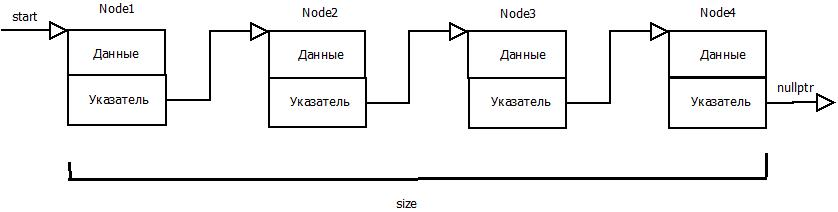 start
Node1
Node2
Node3
Node4
Данные
Данные
Данные
Данные
Указатель
Указатель
Указатель
Указатель
nullptr
size